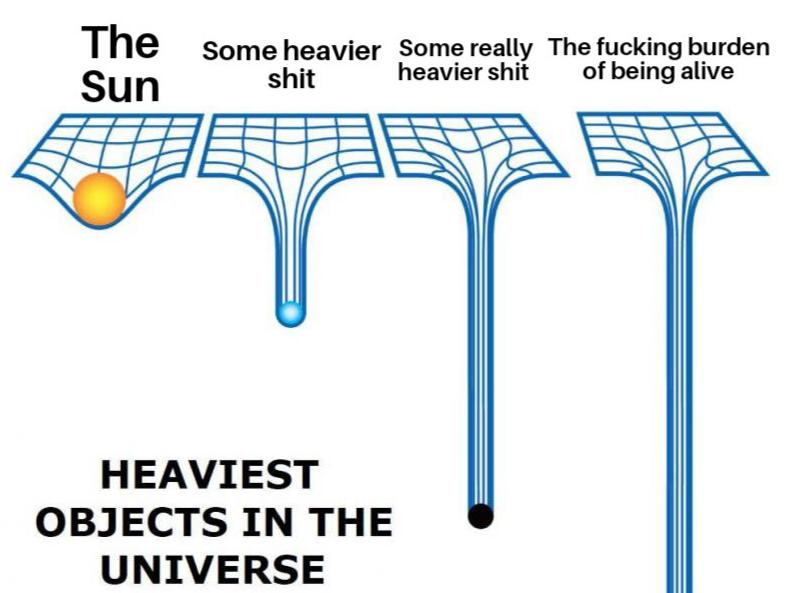 The
Sun
Some heavier
shit
Some really
heavier shit
The fucking burden
of being alive
HEAVIEST
OBJECTS IN THE
UNIVERSE